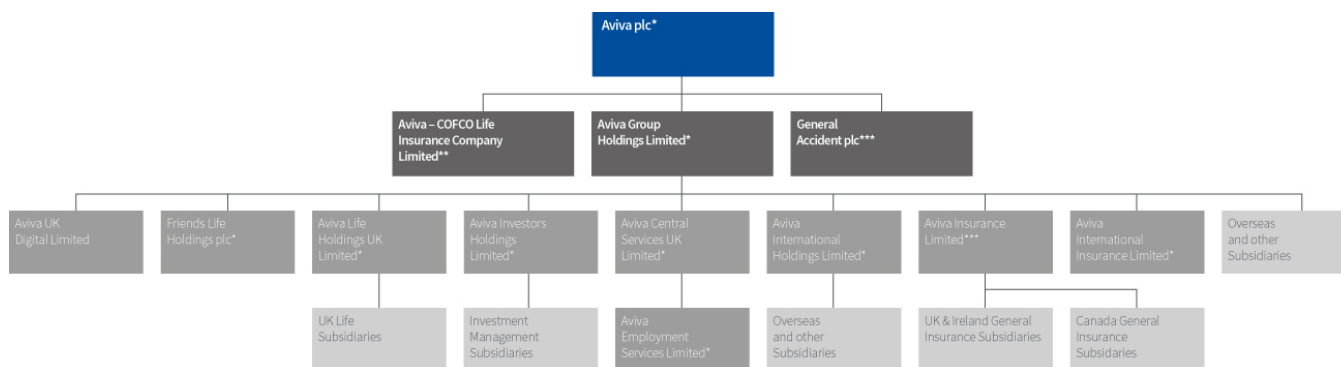 Aviva plc*
Aviva – COFCO Life
Insurance Company
Limited**
Aviva Group
Holdings Limited*
General
Accident plc***
Aviva UK
Digital Limited
Friends Life
Holdings plc*
Aviva Life
Holdings UK
Limited*
Aviva Investors
Holdings
Limited*
Aviva Central
Services UK
Limited*
Aviva
International
Holdings Limited*
Aviva Insurance
Limited***
Aviva
International
Insurance Limited*
Overseas
and other
Subsidiaries
UK Life
Subsidiaries
Investment
Management
Subsidiaries
Aviva
Employment
Services Limited*
Overseas
and other
Subsidiaries
UK & Ireland General
Insurance Subsidiaries
Canada General
Insurance
Subsidaries